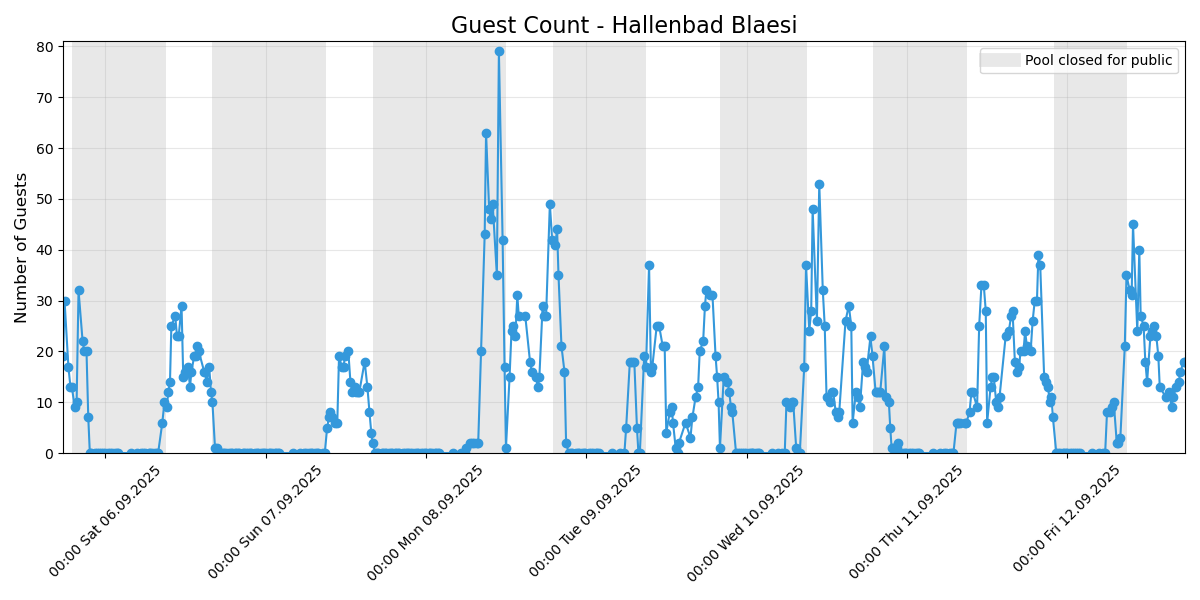 Guest Count - Hallenbad Blaesi
Pool closed for public
Number of Guests
80
70
60
50
40
30
20
10
0
00:00 Sat 06.09.2025
00:00 Sun 07.09.2025
00:00 Mon 08.09.2025
00:00 Tue 09.09.2025
00:00 Wed 10.09.2025
00:00 Thu 11.09.2025
00:00 Fri 12.09.2025